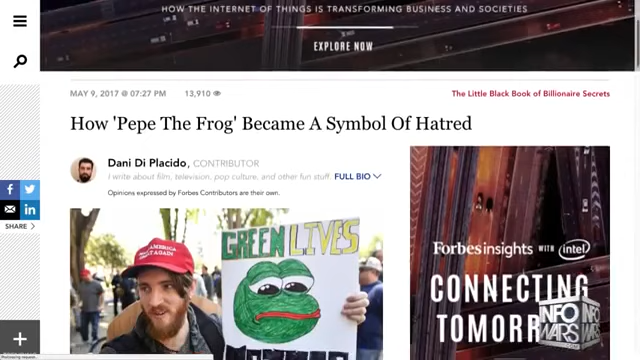 HOW THE INTERNET OF THINGS IS TRANSFORMING BUSINESS AND SOCIETIES
EXPLORE NOW
MAY 9, 2017 @ 07:27 PM 13,910
The Little Black Book of Billionaire Secrets
How 'Pepe The Frog' Became A Symbol Of Hatred
Dani Di Placido, CONTRIBUTOR
I write about film, television, pop culture, and other fun stuff. FULL BIO
Opinions expressed by Forbes Contributors are their own.
SHARE
AMERICA
AGAIN
GREEN LIVES
Forbesinsights WITH intel
CONNECTING
TOMORR
INFO WARS
INFO WARS